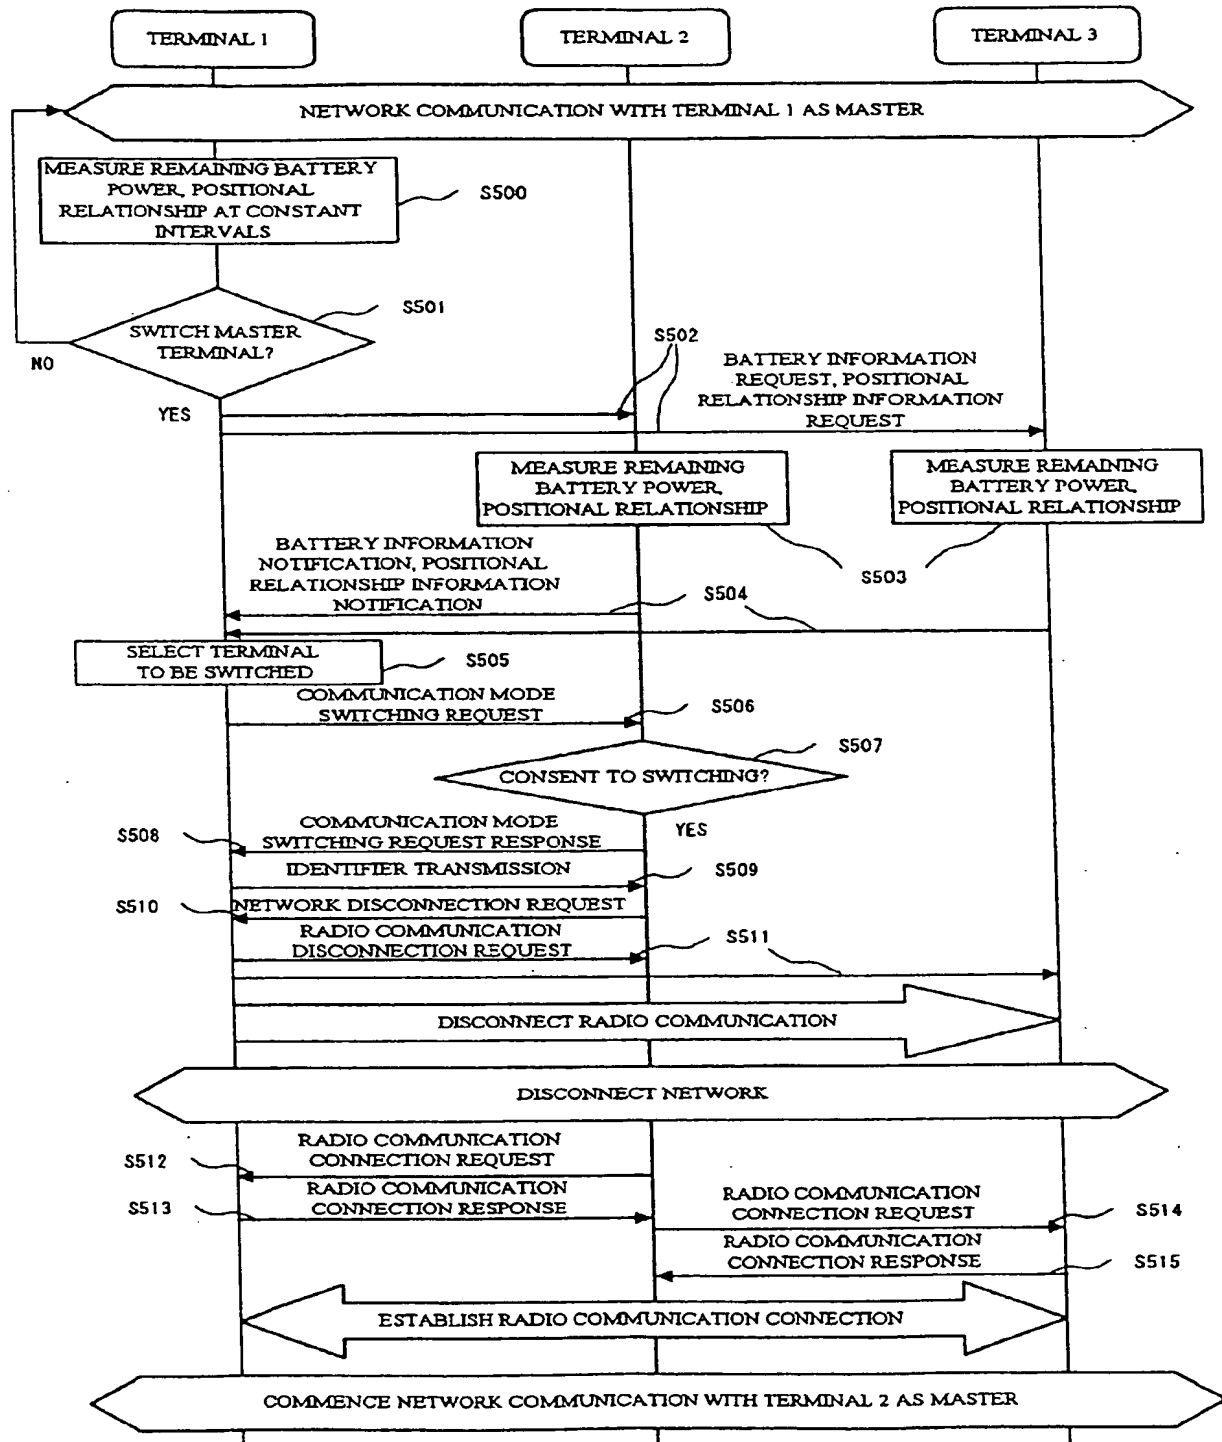 TERMINAL 1
TERMINAL 2
TERMINAL 3
NETWORK COMMUNICATION WITH TERMINAL 1 AS MASTER
MEASURE REMAINING BATTERY
POWER, POSITIONAL
RELATIONSHIP AT CONSTANT
INTERVALS
S500
SWITCH MASTER
TERMINAL?
S501
NO
YES
S502
BATTERY INFORMATION
REQUEST, POSITIONAL
RELATIONSHIP INFORMATION
REQUEST
MEASURE REMAINING
BATTERY POWER,
POSITIONAL RELATIONSHIP
MEASURE REMAINING
BATTERY POWER,
POSITIONAL RELATIONSHIP
S503
BATTERY INFORMATION
NOTIFICATION, POSITIONAL
RELATIONSHIP INFORMATION
NOTIFICATION
S504
SELECT TERMINAL
TO BE SWITCHED
S505
COMMUNICATION MODE
SWITCHING REQUEST
S506
CONSENT TO SWITCHING?
S507
YES
COMMUNICATION MODE
SWITCHING REQUEST RESPONSE
S508
IDENTIFIER TRANSMISSION
S509
NETWORK DISCONNECTION REQUEST
S510
RADIO COMMUNICATION
DISCONNECTION REQUEST
S511
DISCONNECT RADIO COMMUNICATION
DISCONNECT NETWORK
RADIO COMMUNICATION
CONNECTION REQUEST
S512
RADIO COMMUNICATION
CONNECTION RESPONSE
S513
RADIO COMMUNICATION
CONNECTION REQUEST
S514
RADIO COMMUNICATION
CONNECTION RESPONSE
S515
ESTABLISH RADIO COMMUNICATION CONNECTION
COMMENCE NETWORK COMMUNICATION WITH TERMINAL 2 AS MASTER